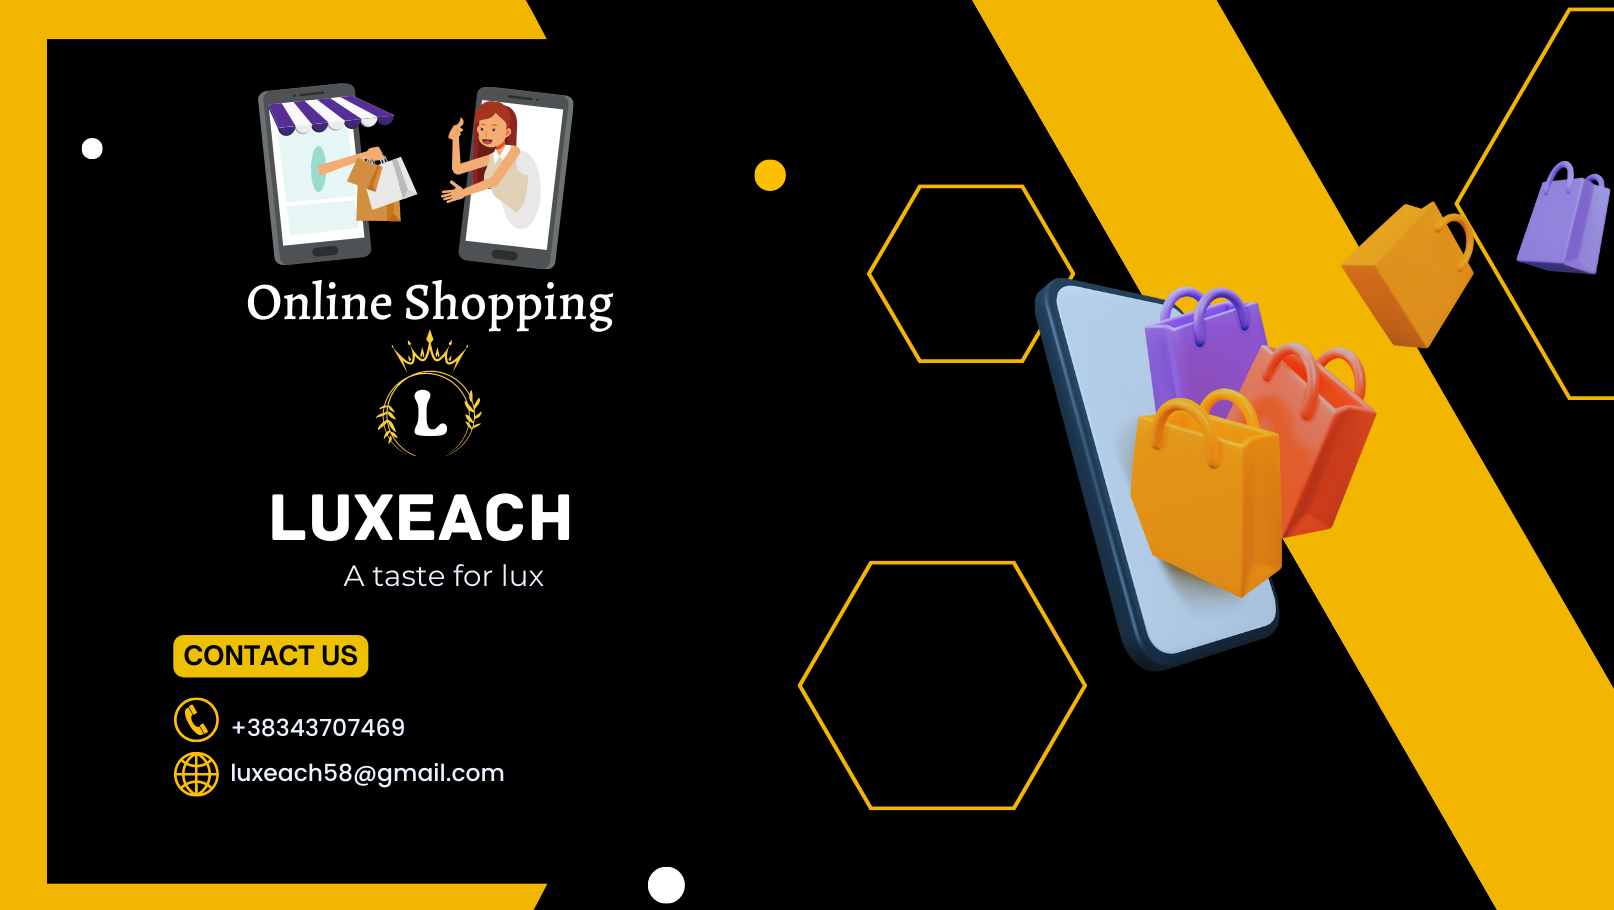 Online Shopping
L
LUXEACH
A taste for lux
CONTACT US
+38343707469
luxeach58@gmail.com